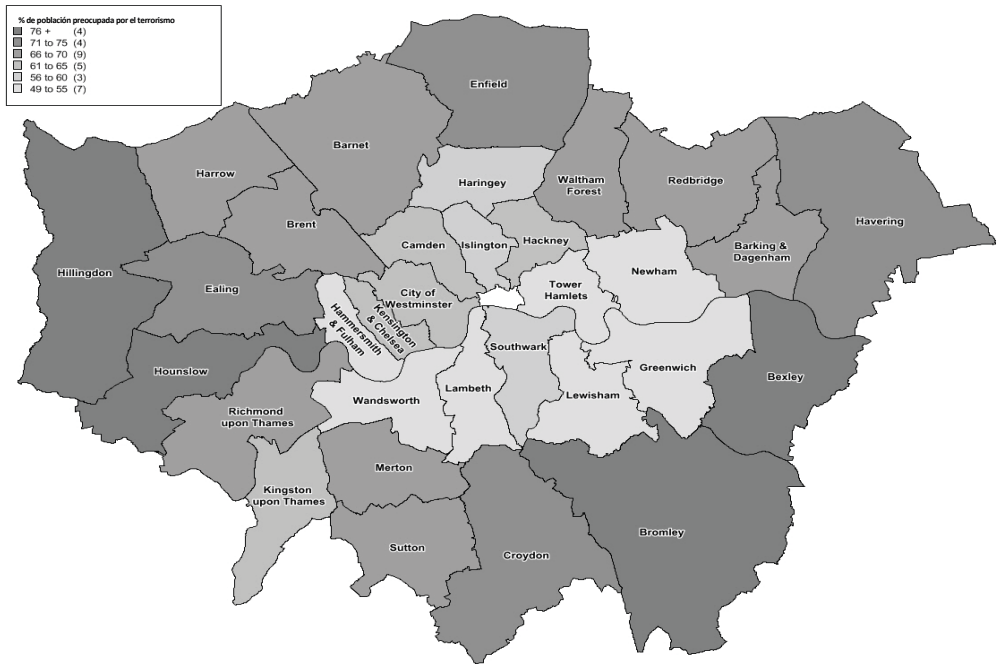 % de población preocupada por el terrorismo
76 + (4)
71 to 75 (4)
66 to 70 (9)
61 to 65 (5)
56 to 60 (3)
49 to 55 (7)
Enfield
Barnet
Harrow
Haringey
Waltham
Forest
Redbridge
Havering
Brent
Camden
Islington
Hackney
Barking &
Dagenham
Hillingdon
Ealing
Newham
Tower
Hamlets
City of
Westminster
Kensington
& Chelsea
Hammersmith
& Fulham
Southwark
Greenwich
Hounslow
Bexley
Lambeth
Lewisham
Wandsworth
Richmond
upon Thames
Merton
Kingston
upon Thames
Bromley
Sutton
Croydon